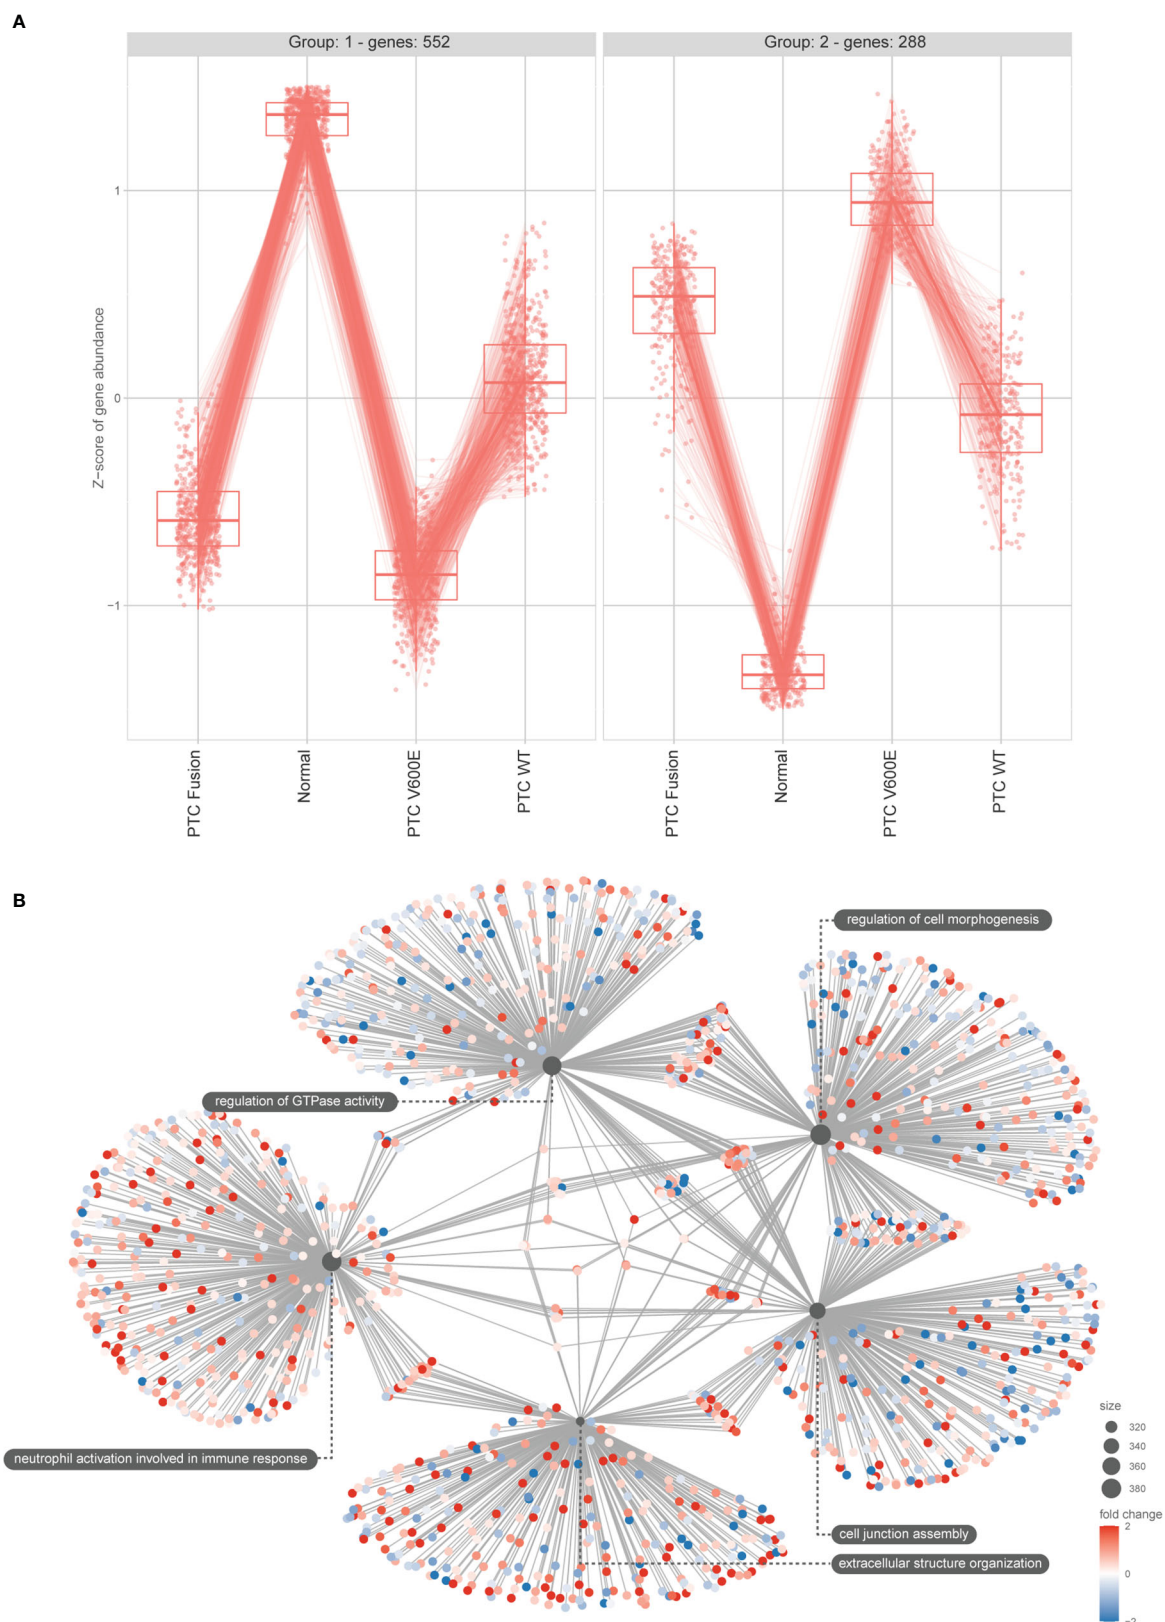 A
Group: 1 - genes: 552
Group: 2 - genes: 288
Z−score of gene abundance
1
0
−1
PTC Fusion
Normal
PTC V600E
PTC WT
PTC Fusion
Normal
PTC V600E
PTC WT
B
regulation of cell morphogenesis
regulation of GTPase activity
neutrophil activation involved in immune response
cell junction assembly
extracellular structure organization
size
320
340
360
380
fold change
2
0
−2